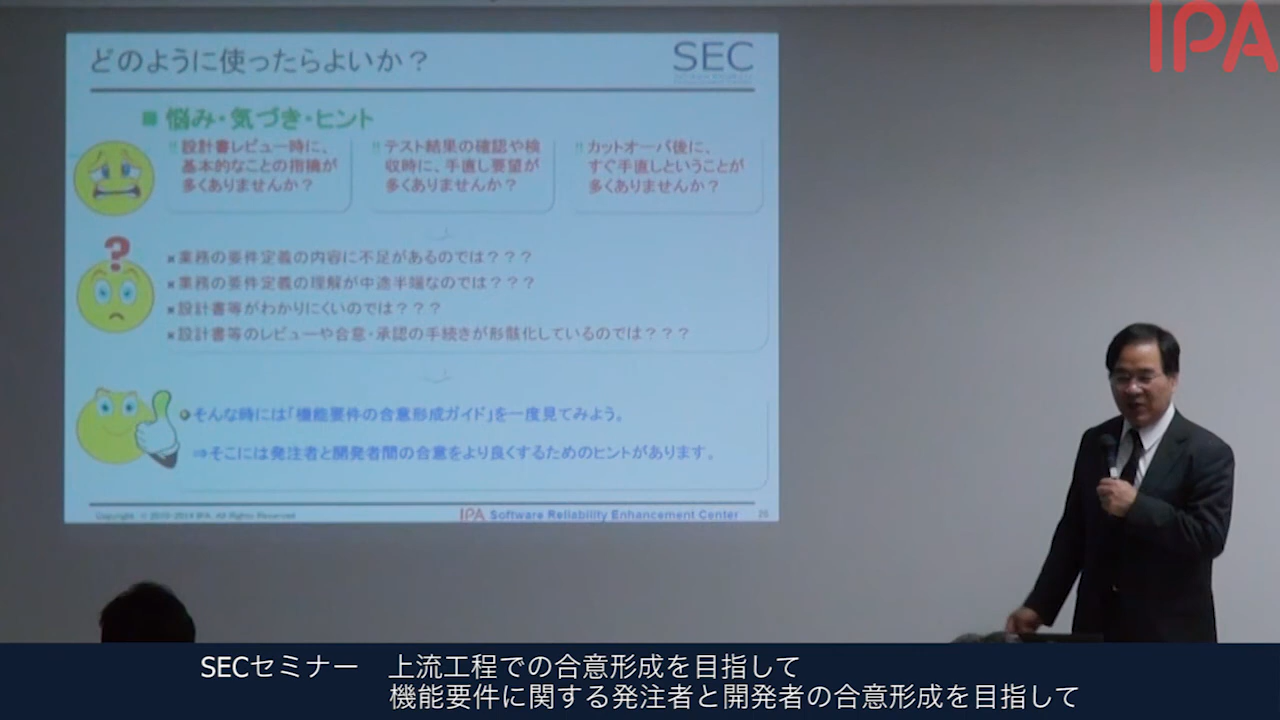 IPA
どのように使ったらよいか？
SEC
悩み・気づき・ヒント
設計書レビュー時に、
基本的なことの指摘が
多くありませんか？
テスト結果の確認や検
収時に、手直し要望が
多くありませんか？
カットオーバ後に、
すぐ手直しということが
多くありませんか？
?
業務の要件定義の内容に不足があるのでは？？？
業務の要件定義の理解が中途半端なのでは？？？
設計書等がわかりにくいのでは？？？
設計書等のレビューや合意・承認の手続きが形骸化しているのでは？？？
そんな時には「機能要件の合意形成ガイド」を一度見てみよう。
⇒そこには発注者と開発者間の合意をより良くするためのヒントがあります。
Copyright © 2010-2014 IPA, All Rights Reserved
IPA Software Reliability Enhancement Center
SECセミナー 上流工程での合意形成を目指して
機能要件に関する発注者と開発者の合意形成を目指して